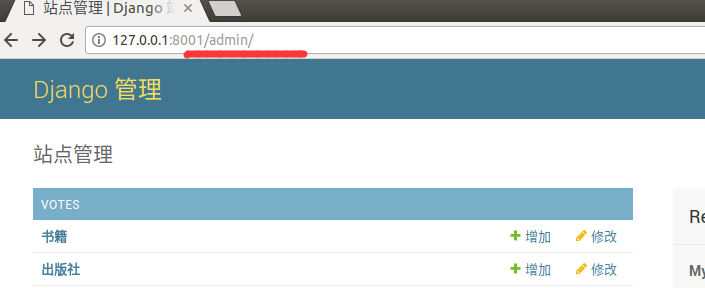 站点管理 | Django 站
127.0.0.1:8001/admin/
Django 管理
站点管理
VOTES
Re
书籍 增加 修改
出版社 增加 修改
My